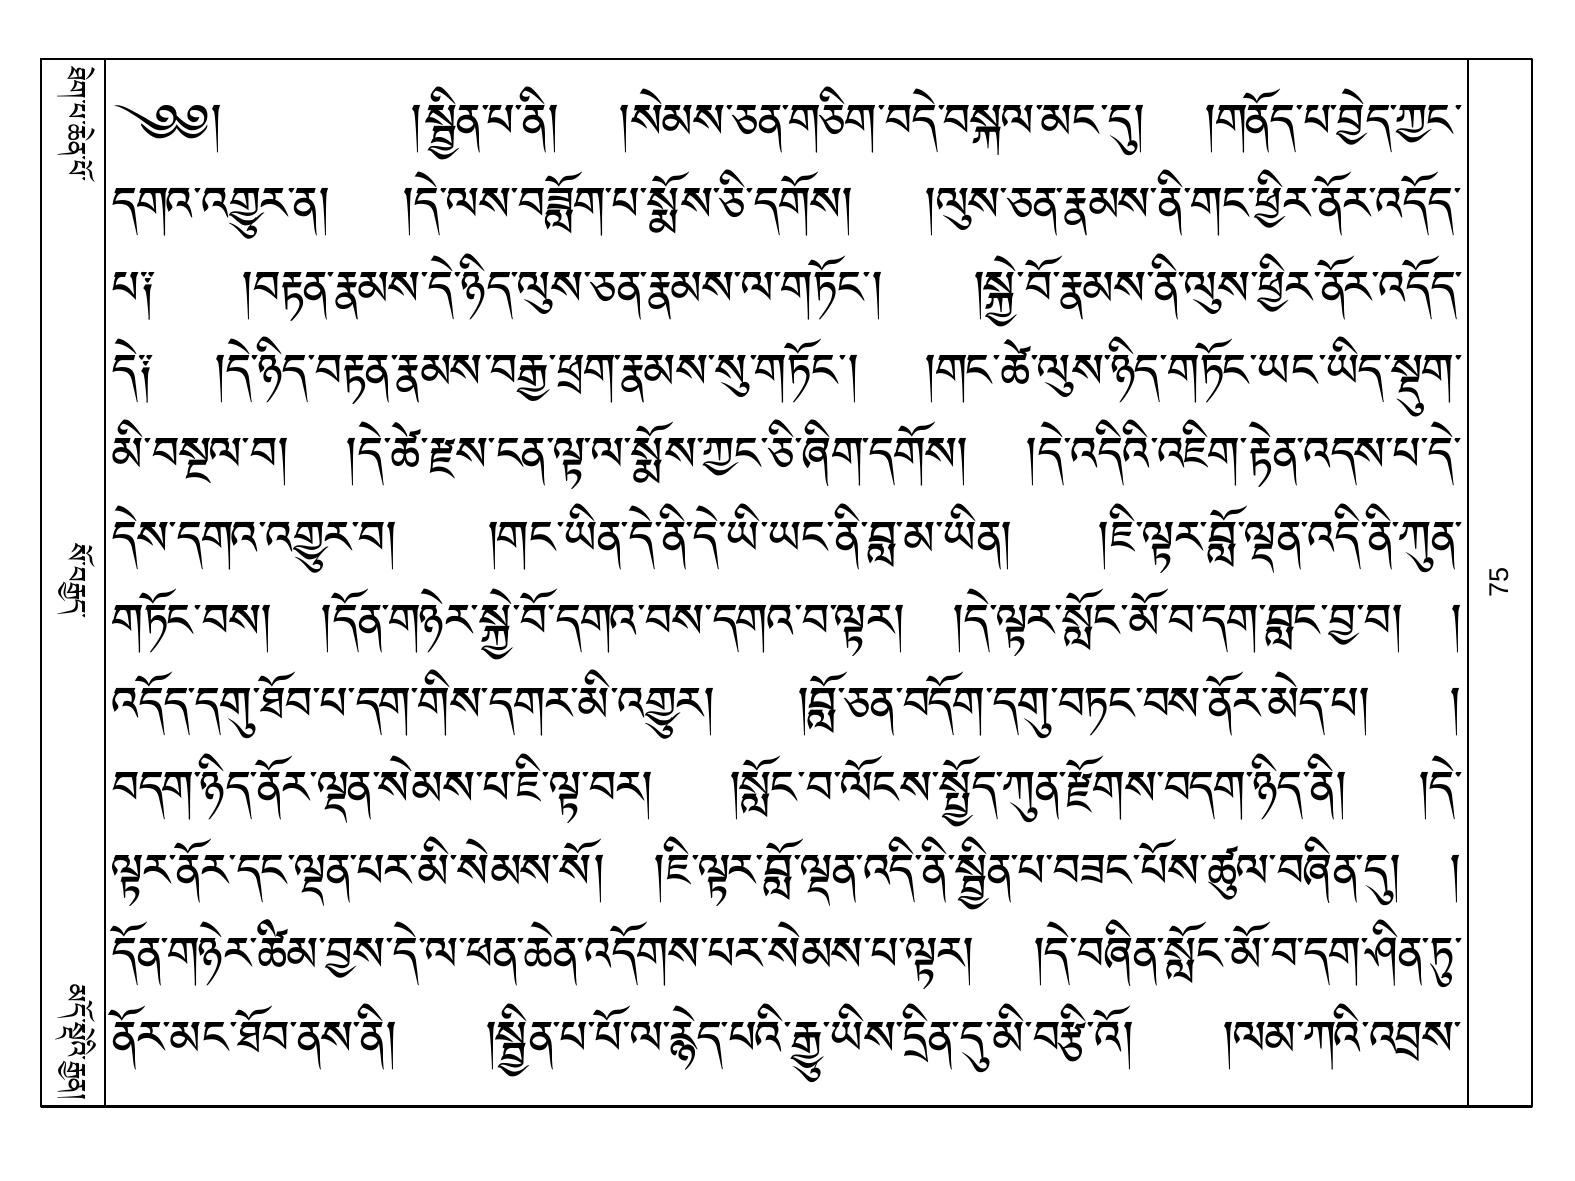 ཐེག་པ་ཆེན་པོ་
སོ་བརྒྱད་
མདོ་སྡེའི་རྒྱན།
༄༅། །སྦྱིན་པ་ནི། །སེམས་ཅན་གཅིག་བདེ་བསྐལ་མང་དུ། །གནོད་པ་བྱེད་ཀྱང་
དགའ་འགྱུར་ན། །དེ་ལས་བཟློག་པ་སྨོས་ཅི་དགོས། །ལུས་ཅན་རྣམས་ནི་གང་ཕྱིར་ནོར་འདོད་
པ༑ །བརྟན་རྣམས་དེ་ཉིད་ལུས་ཅན་རྣམས་ལ་གཏོང་། །སྐྱེ་བོ་རྣམས་ནི་ལུས་ཕྱིར་ནོར་འདོད་
དེ༑ །དེ་ཉིད་བརྟན་རྣམས་བརྒྱ་ཕྲག་རྣམས་སུ་གཏོང་། །གང་ཚེ་ལུས་ཉིད་གཏོང་ཡང་ཡིད་སྡུག་
མི་བསྔལ་བ། །དེ་ཚེ་རྫས་ངན་ལྟ་ལ་སྨོས་ཀྱང་ཅི་ཞིག་དགོས། །དེ་འདིའི་འཇིག་རྟེན་འདས་པ་དེ་
དེས་དགའ་འགྱུར་བ། །གང་ཡིན་དེ་ནི་དེ་ཡི་ཡང་ནི་བླ་མ་ཡིན། །ཇི་ལྟར་བློ་ལྡན་འདི་ནི་ཀུན་
གཏོང་བས། །དོན་གཉེར་སྐྱེ་བོ་དགའ་བས་དགའ་བ་ལྟར། །དེ་ལྟར་སློང་མོ་བ་དག་བླང་བྱ་བ། །
འདོད་དགུ་ཐོབ་པ་དག་གིས་དགར་མི་འགྱུར། །བློ་ཅན་བདོག་དགུ་བཏང་བས་ནོར་མེད་པ། །
བདག་ཉིད་ནོར་ལྡན་སེམས་པ་ཇི་ལྟ་བར། །སློང་བ་ལོངས་སྤྱོད་ཀུན་རྫོགས་བདག་ཉིད་ནི། །དེ་
ལྟར་ནོར་དང་ལྡན་པར་མི་སེམས་སོ། །ཇི་ལྟར་བློ་ལྡན་འདི་ནི་སྦྱིན་པ་བཟང་པོས་ཚུལ་བཞིན་དུ། །
དོན་གཉེར་ཚིམ་བྱས་དེ་ལ་ཕན་ཆེན་འདོགས་པར་སེམས་པ་ལྟར། །དེ་བཞིན་སློང་མོ་བ་དག་ཤིན་ཏུ་
ནོར་མང་ཐོབ་ནས་ནི། །སྦྱིན་པ་པོ་ལ་རྙེད་པའི་རྒྱུ་ཡིས་དྲིན་དུ་མི་བརྩི་འོ། །ལམ་ཀའི་འབྲས་
75